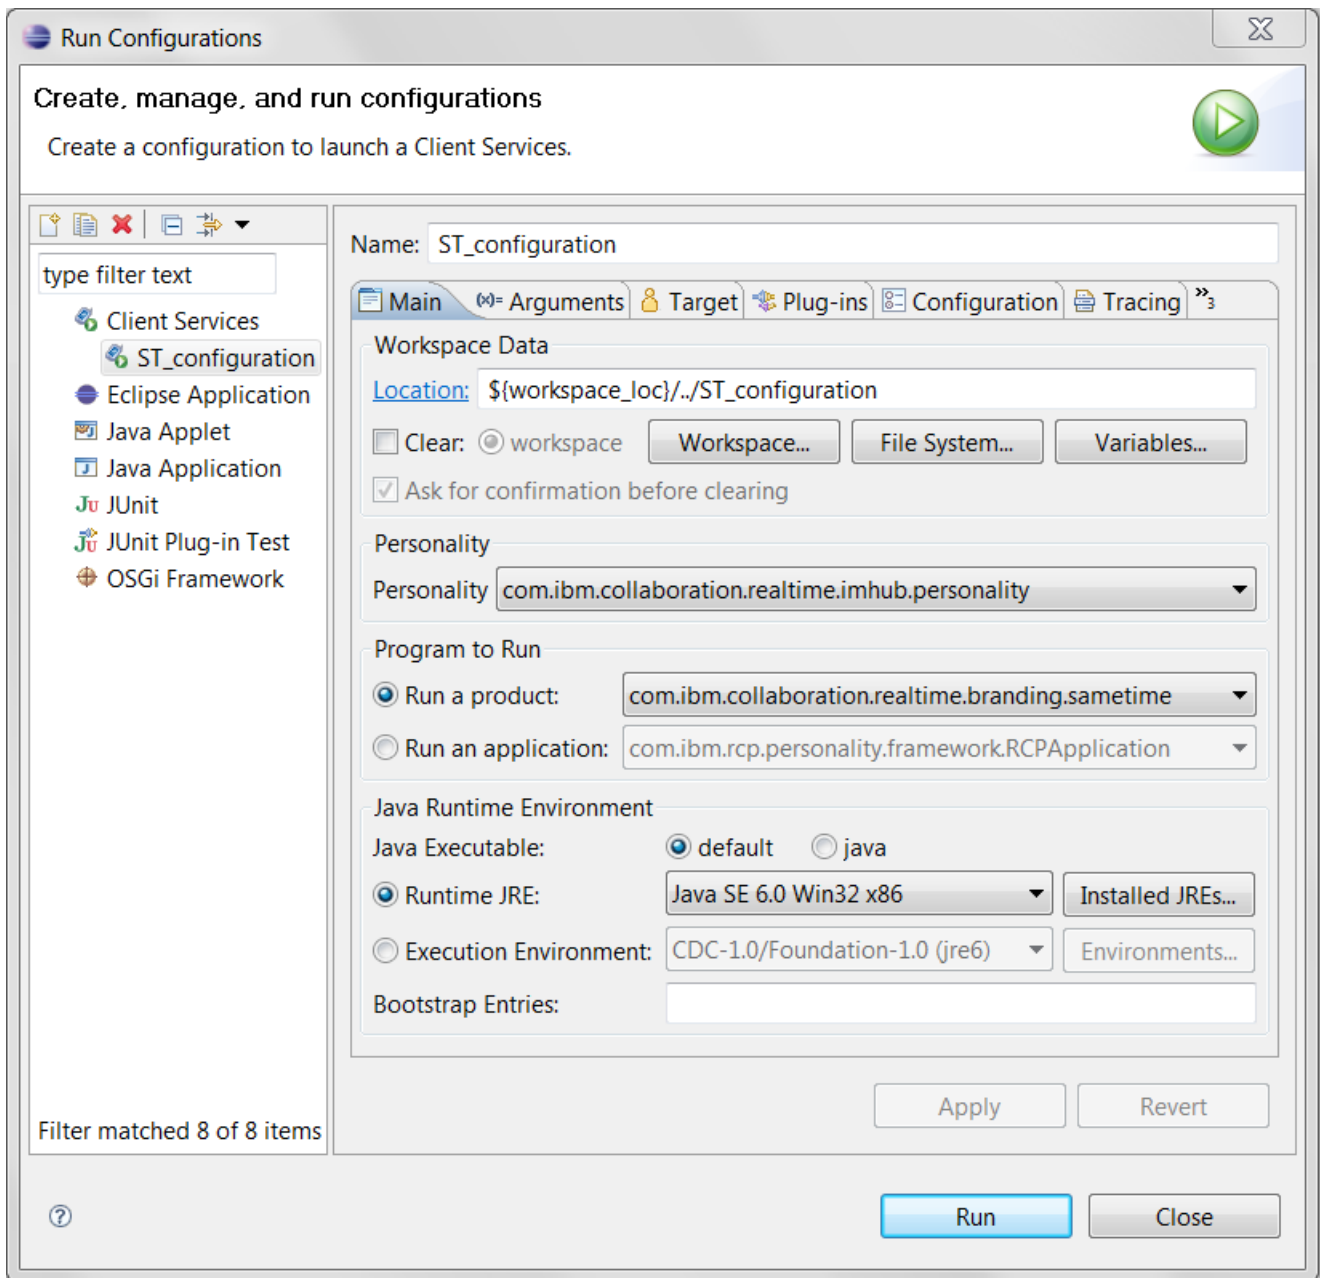 Run Configurations
Create, manage, and run configurations
Create a configuration to launch a Client Services.
type filter text
Client Services
ST_configuration
Eclipse Application
Java Applet
Java Application
JU JUnit
JU JUnit Plug-in Test
OSGi Framework
Filter matched 8 of 8 items
Name: ST_configuration
Main (x)= Arguments Target Plug-ins Configuration Tracing »3
Workspace Data
Location: ${workspace_loc}/../ST_configuration
Clear: workspace Workspace... File System... Variables...
Ask for confirmation before clearing
Personality
Personality com.ibm.collaboration.realtime.imhub.personality
Program to Run
Run a product: com.ibm.collaboration.realtime.branding.sametime
Run an application: com.ibm.rcp.personality.framework.RCPApplication
Java Runtime Environment
Java Executable: default java
Runtime JRE: Java SE 6.0 Win32 x86 Installed JREs...
Execution Environment: CDC-1.0/Foundation-1.0 (jre6) Environments...
Bootstrap Entries:
Apply Revert
? Run Close